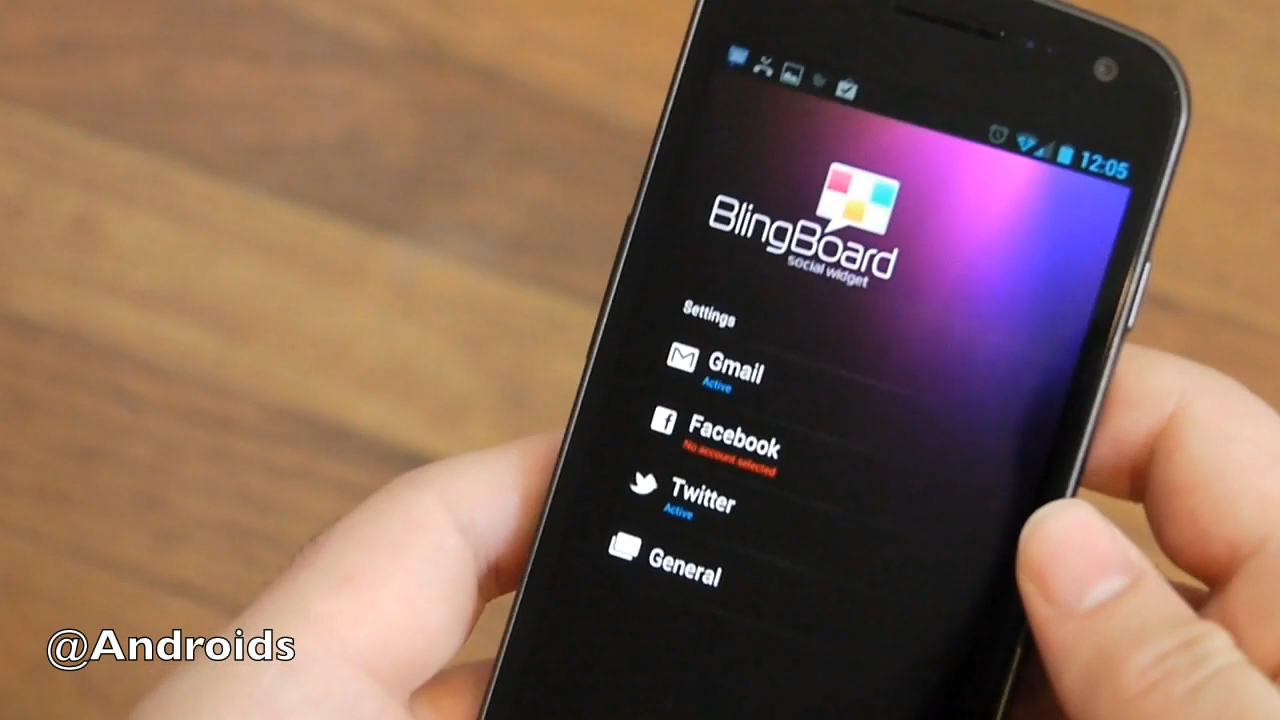 12:05
BlingBoard
social widget
Settings
Gmail
Active
Facebook
No account selected
Twitter
Active
General
@Androids